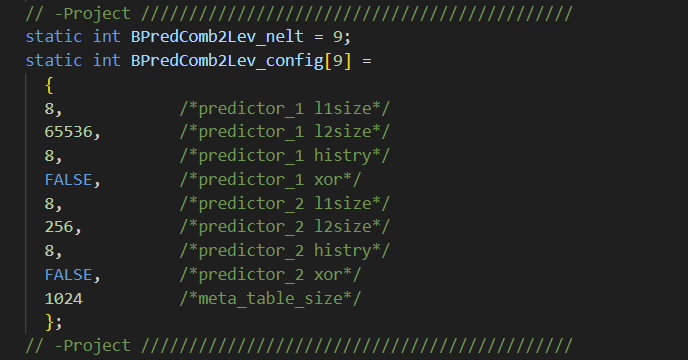 // -Project //////////////////////////////////////////////
static int BPredComb2Lev_nelt = 9;
static int BPredComb2Lev_config[9] =
  {
  8,            /*predictor_1 l1size*/
  65536,        /*predictor_1 l2size*/
  8,            /*predictor_1 histry*/
  FALSE,        /*predictor_1 xor*/
  8,            /*predictor_2 l1size*/
  256,          /*predictor_2 l2size*/
  8,            /*predictor_2 histry*/
  FALSE,        /*predictor_2 xor*/
  1024          /*meta_table_size*/
  };
// -Project //////////////////////////////////////////////